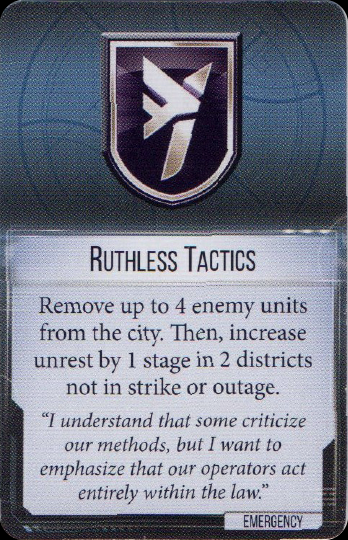 RUTHLESS TACTICS
Remove up to 4 enemy units
from the city. Then, increase
unrest by 1 stage in 2 districts
not in strike or outage.
“I understand that some criticize
our methods, but I want to
emphasize that our operators act
entirely within the law.”
EMERGENCY